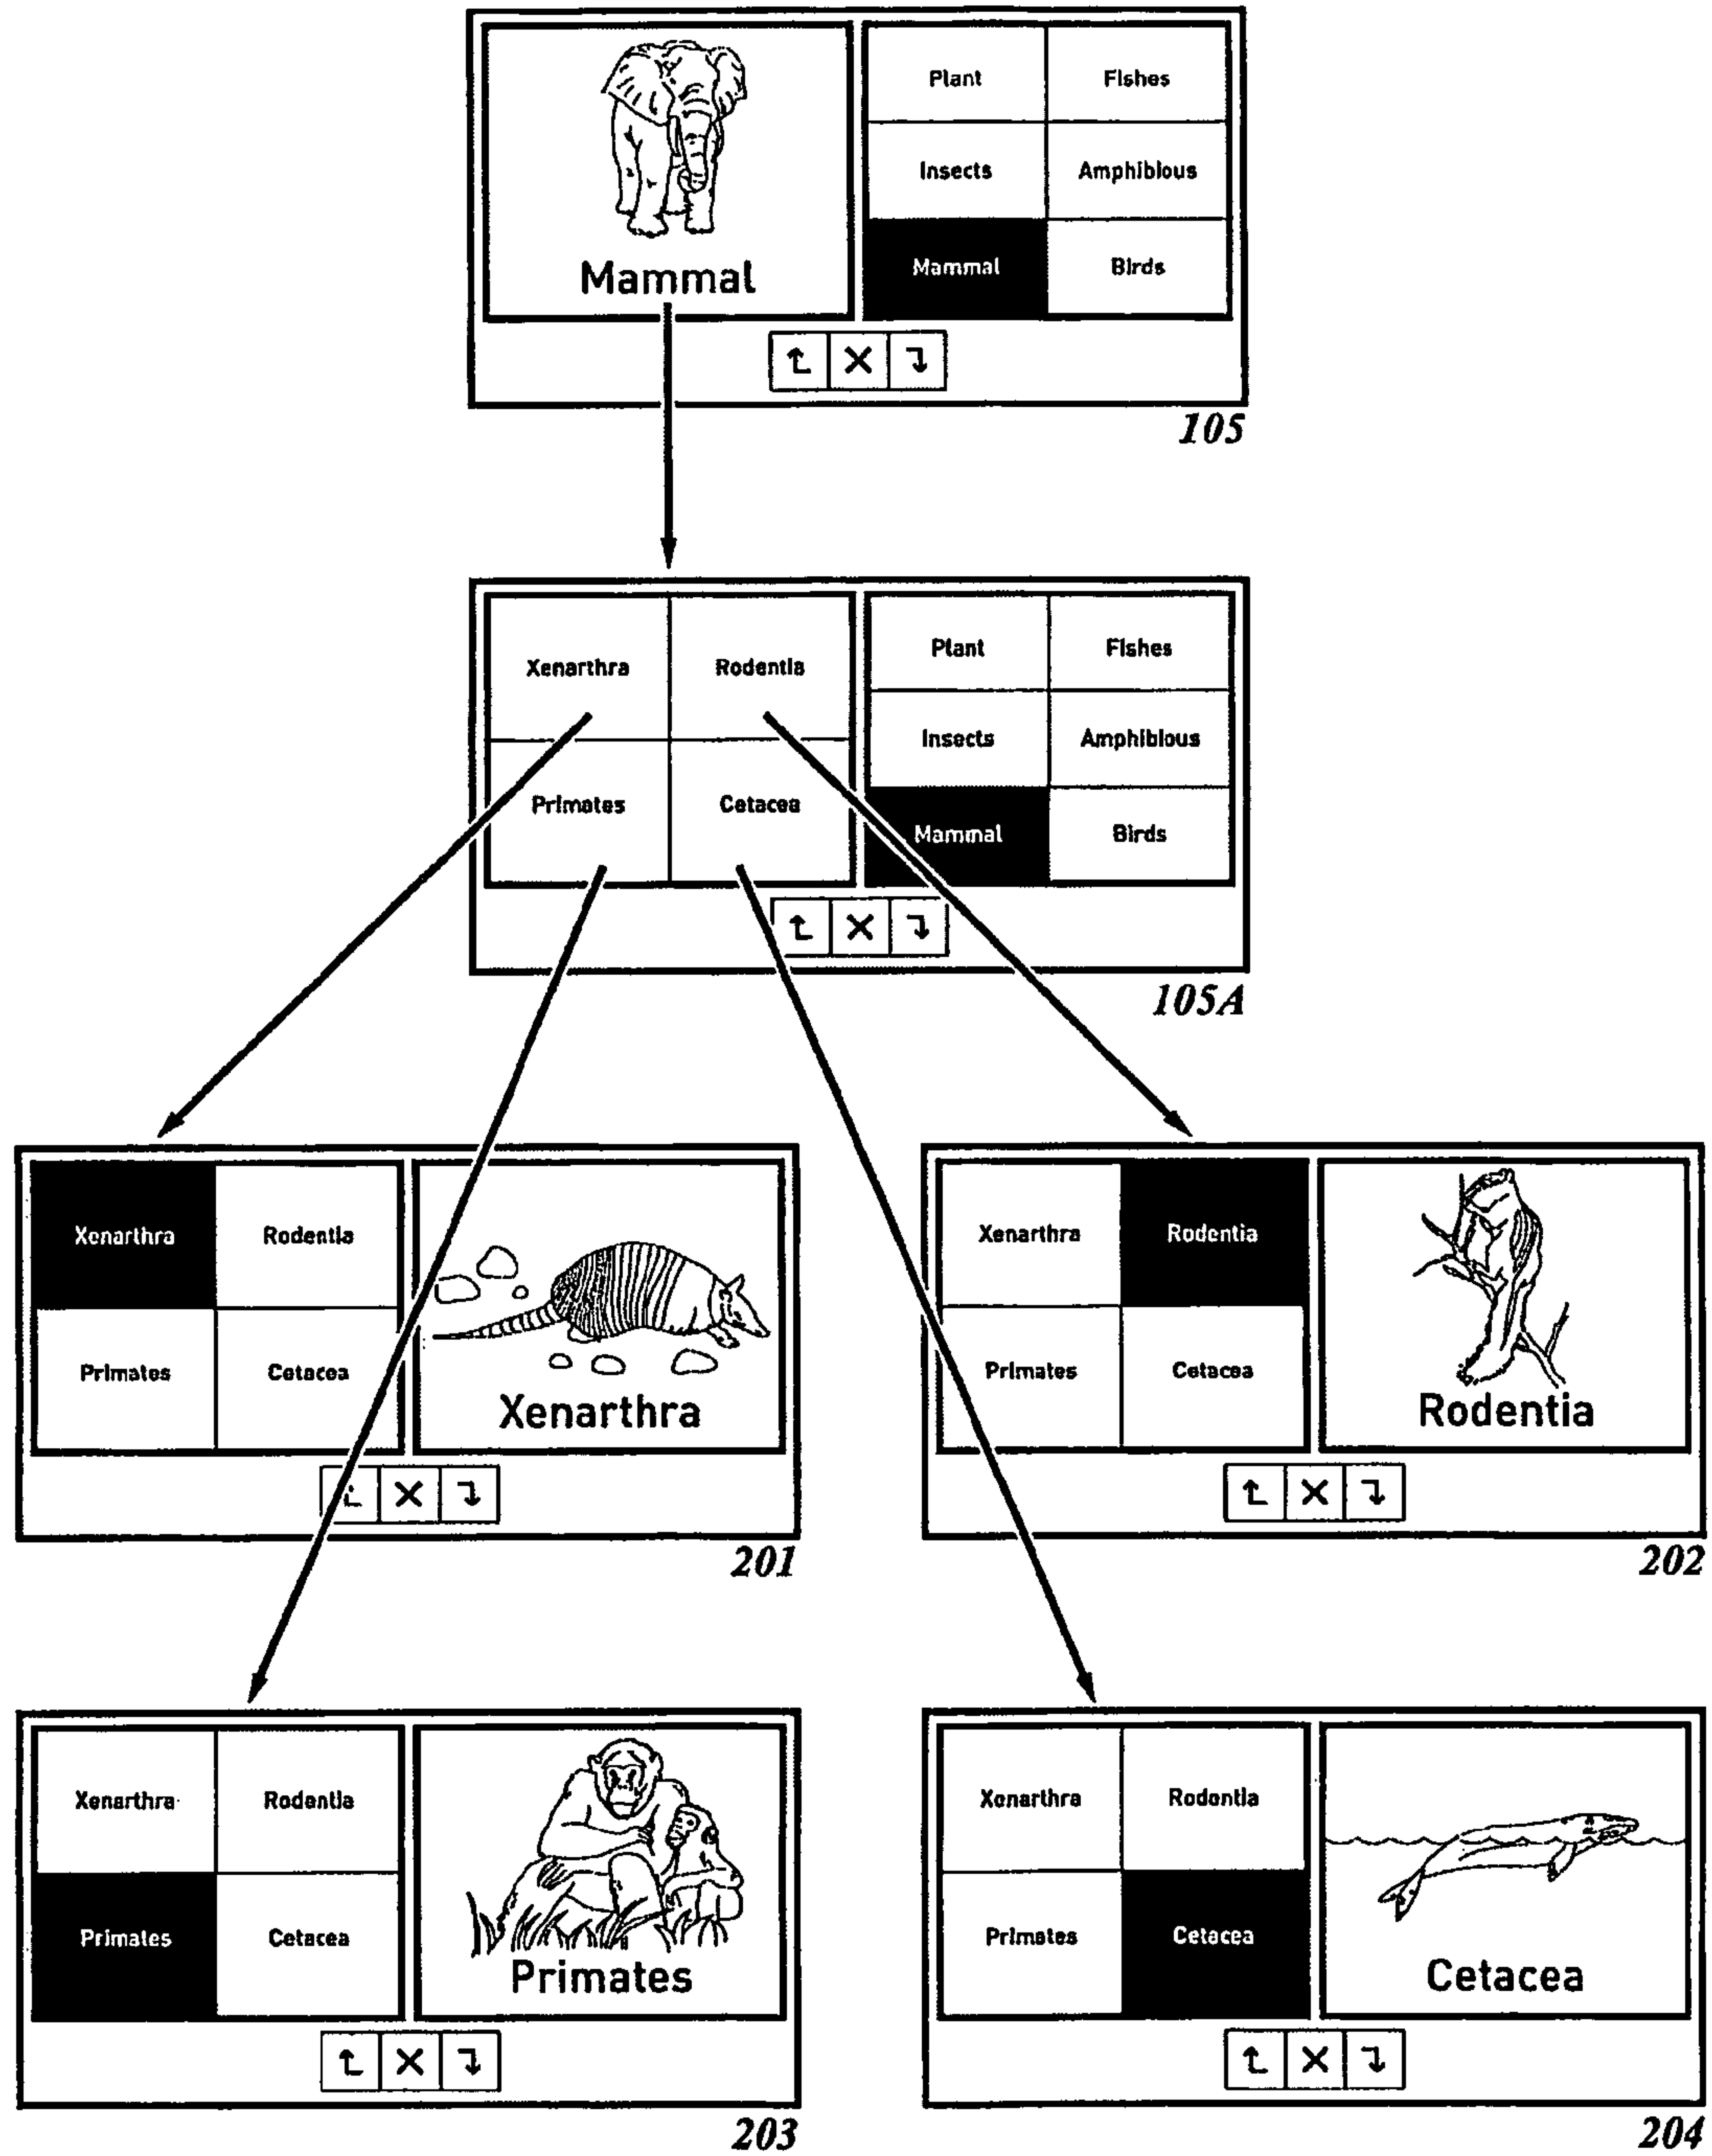 Plant Fishes
Insects Amphibious
Mammal Mammal Birds
105
Xenarthra Rodentia Plant Fishes
Insects Amphibious
Primates Cetacea Mammal Birds
105A
Xenarthra Rodentia
Primates Cetacea
Xenarthra
201
Xenarthra Rodentia
Primates Cetacea
Rodentia
202
Xenarthra Rodentia
Primates Cetacea
Primates
203
Xenarthra Rodentia
Primates Cetacea
Cetacea
204